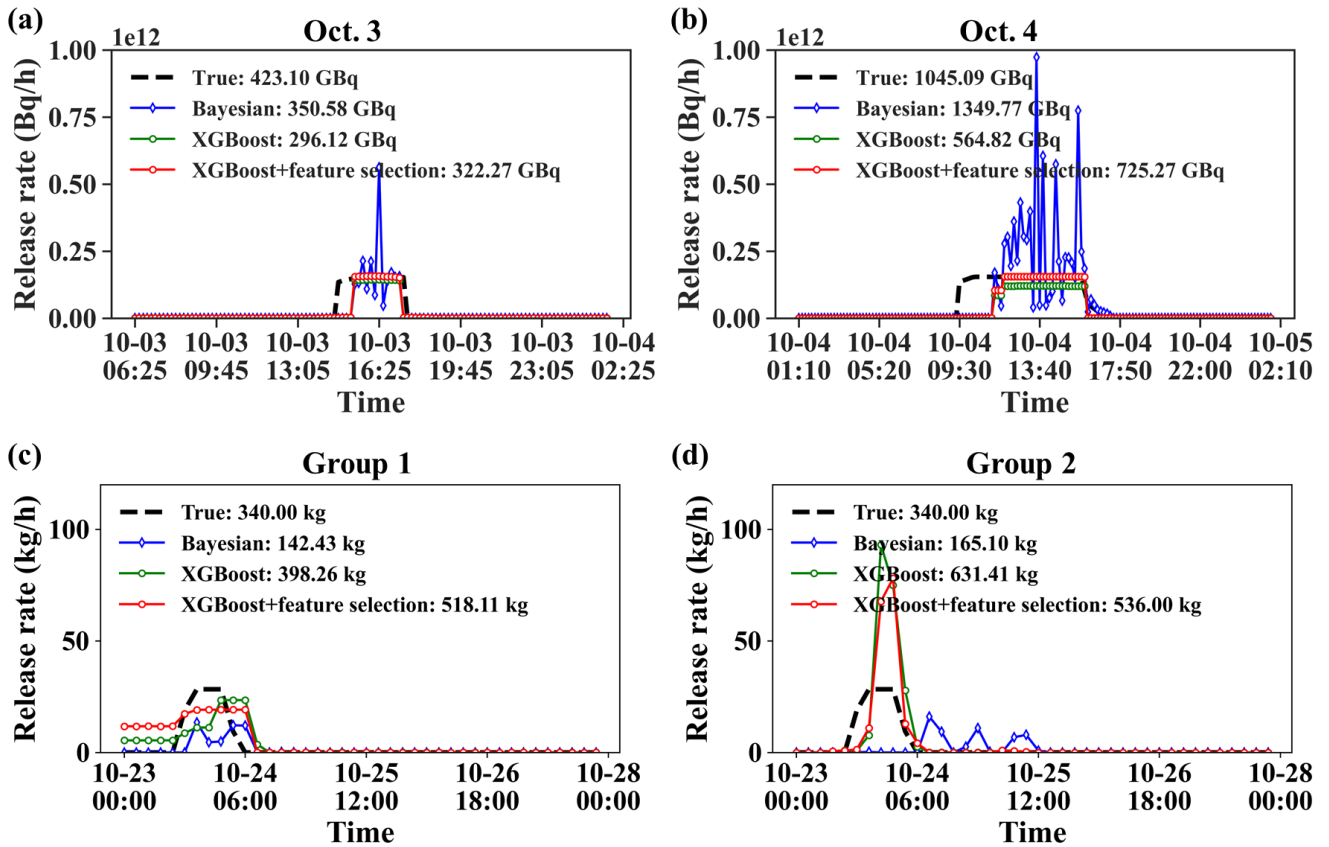 (a)
Oct. 3
1e12
1.00
0.75
0.50
0.25
0.00
Release rate (Bq/h)
True: 423.10 GBq
Bayesian: 350.58 GBq
XGBoost: 296.12 GBq
XGBoost+feature selection: 322.27 GBq
10-03 10-03 10-03 10-03 10-03 10-03 10-04
06:25 09:45 13:05 16:25 19:45 23:05 02:25
Time
(b)
Oct. 4
1e12
1.00
0.75
0.50
0.25
0.00
Release rate (Bq/h)
True: 1045.09 GBq
Bayesian: 1349.77 GBq
XGBoost: 564.82 GBq
XGBoost+feature selection: 725.27 GBq
10-04 10-04 10-04 10-04 10-04 10-04 10-05
01:10 05:20 09:30 13:40 17:50 22:00 02:10
Time
(c)
Group 1
100
50
0
Release rate (kg/h)
True: 340.00 kg
Bayesian: 142.43 kg
XGBoost: 398.26 kg
XGBoost+feature selection: 518.11 kg
10-23 10-24 10-25 10-26 10-28
00:00 06:00 12:00 18:00 00:00
Time
(d)
Group 2
100
50
0
Release rate (kg/h)
True: 340.00 kg
Bayesian: 165.10 kg
XGBoost: 631.41 kg
XGBoost+feature selection: 536.00 kg
10-23 10-24 10-25 10-26 10-28
00:00 06:00 12:00 18:00 00:00
Time